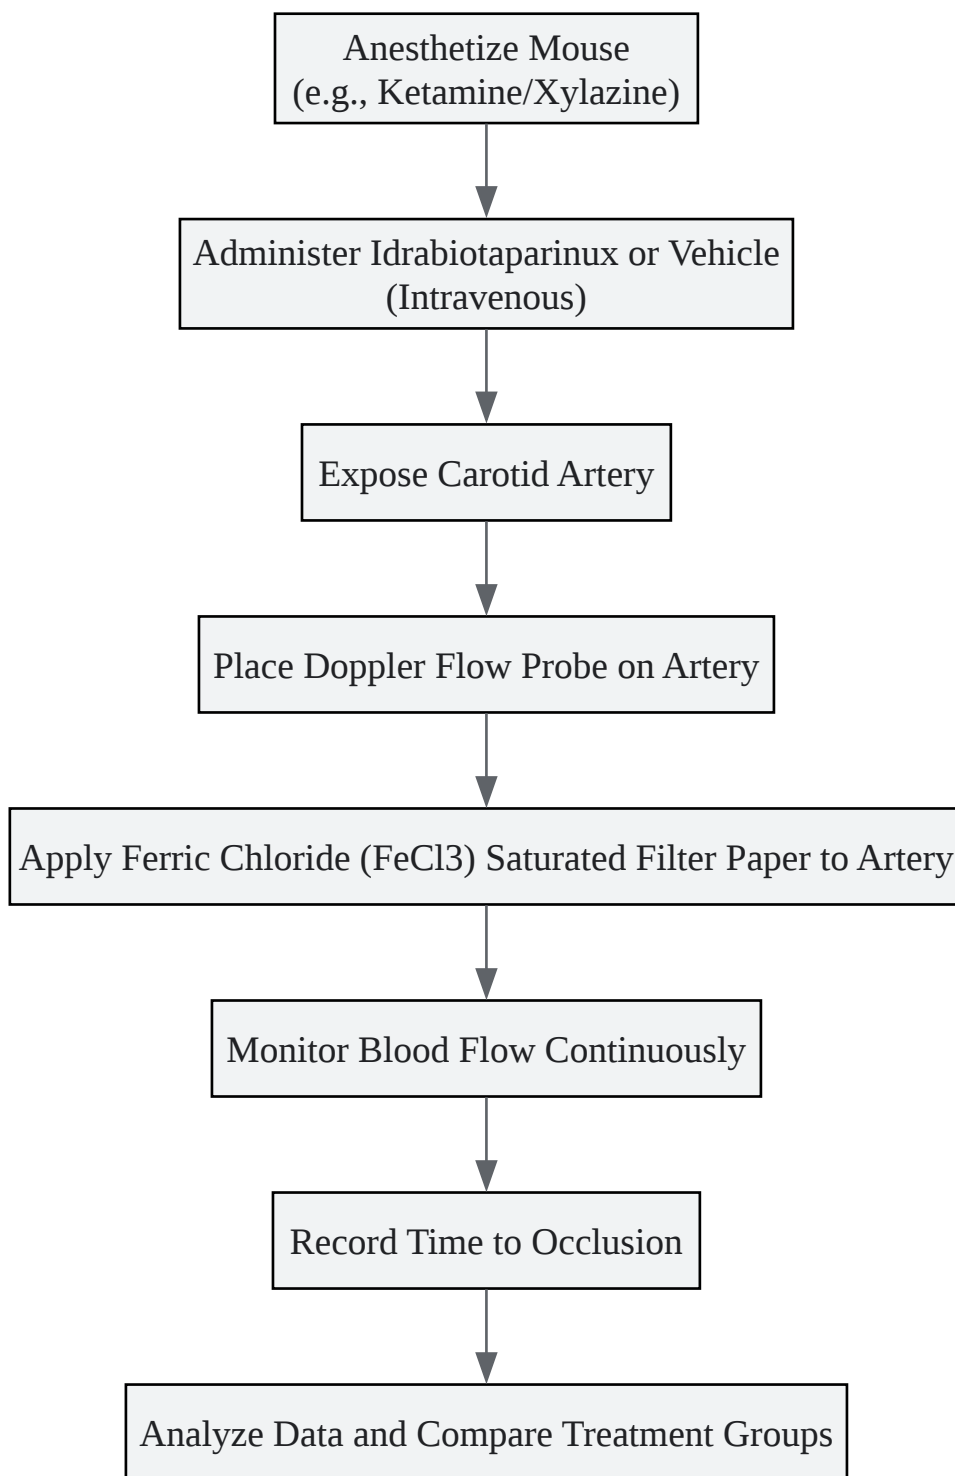 Anesthetize Mouse
(e.g., Ketamine/Xylazine)
Administer Idrabiotaparinux or Vehicle
(Intravenous)
Expose Carotid Artery
Place Doppler Flow Probe on Artery
Apply Ferric Chloride (FeCl3) Saturated Filter Paper to Artery
Monitor Blood Flow Continuously
Record Time to Occlusion
Analyze Data and Compare Treatment Groups